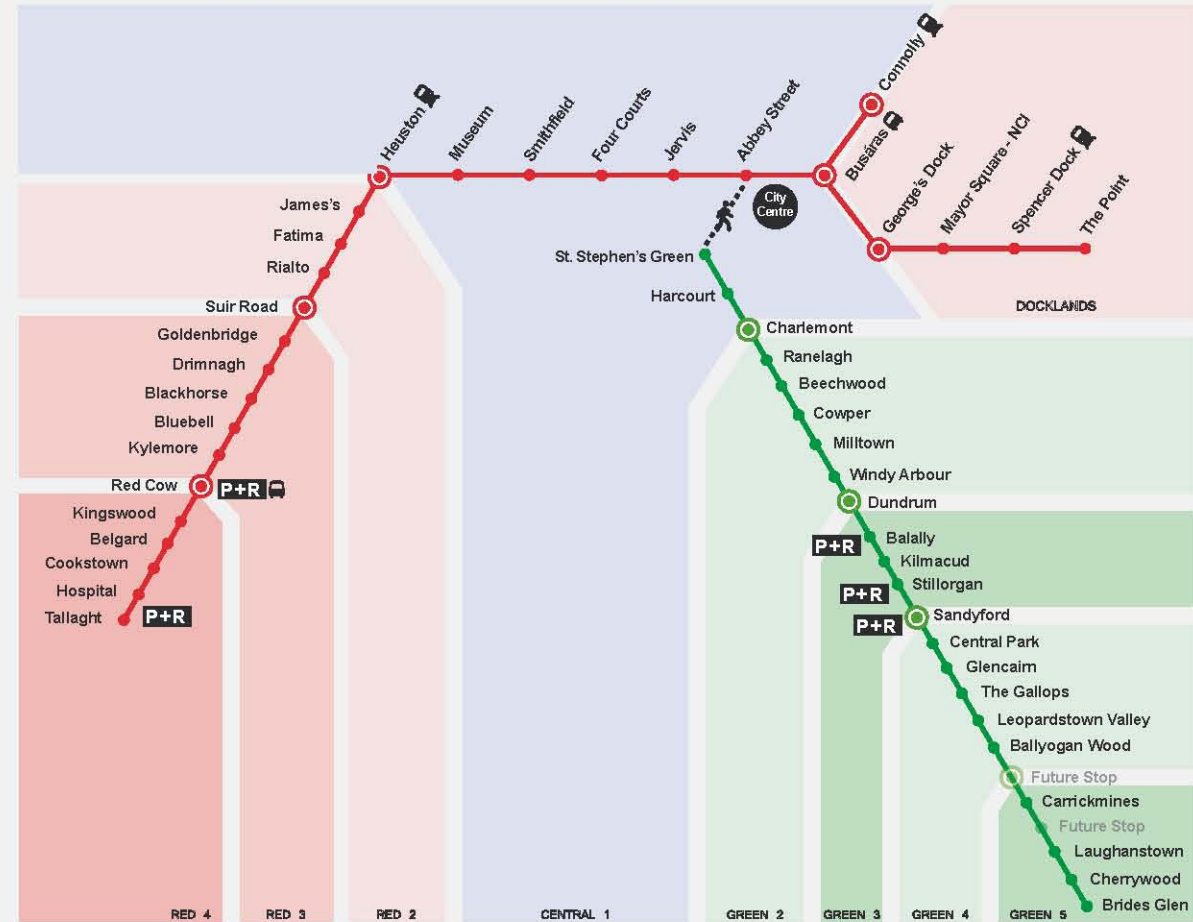 Heuston
Museum
Smithfield
Four Courts
Jervis
Abbey Street
Busáras
Connolly
George's Dock
Mayor Square - NCI
Spencer Dock
The Point
City
Centre
DOCKLANDS
James's
Fatima
Rialto
Suir Road
Goldenbridge
Drimnagh
Blackhorse
Bluebell
Kylemore
Red Cow
P+R
Kingswood
Belgard
Cookstown
Hospital
Tallaght
P+R
St. Stephen's Green
Harcourt
Charlemont
Ranelagh
Beechwood
Cowper
Milltown
Windy Arbour
Dundrum
Balally
P+R
Kilmacud
Stillorgan
P+R
Sandyford
P+R
Central Park
Glencairn
The Gallops
Leopardstown Valley
Ballyogan Wood
Future Stop
Carrickmines
Future Stop
Laughanstown
Cherrywood
Brides Glen
RED 4
RED 3
RED 2
CENTRAL 1
GREEN 2
GREEN 3
GREEN 4
GREEN 5